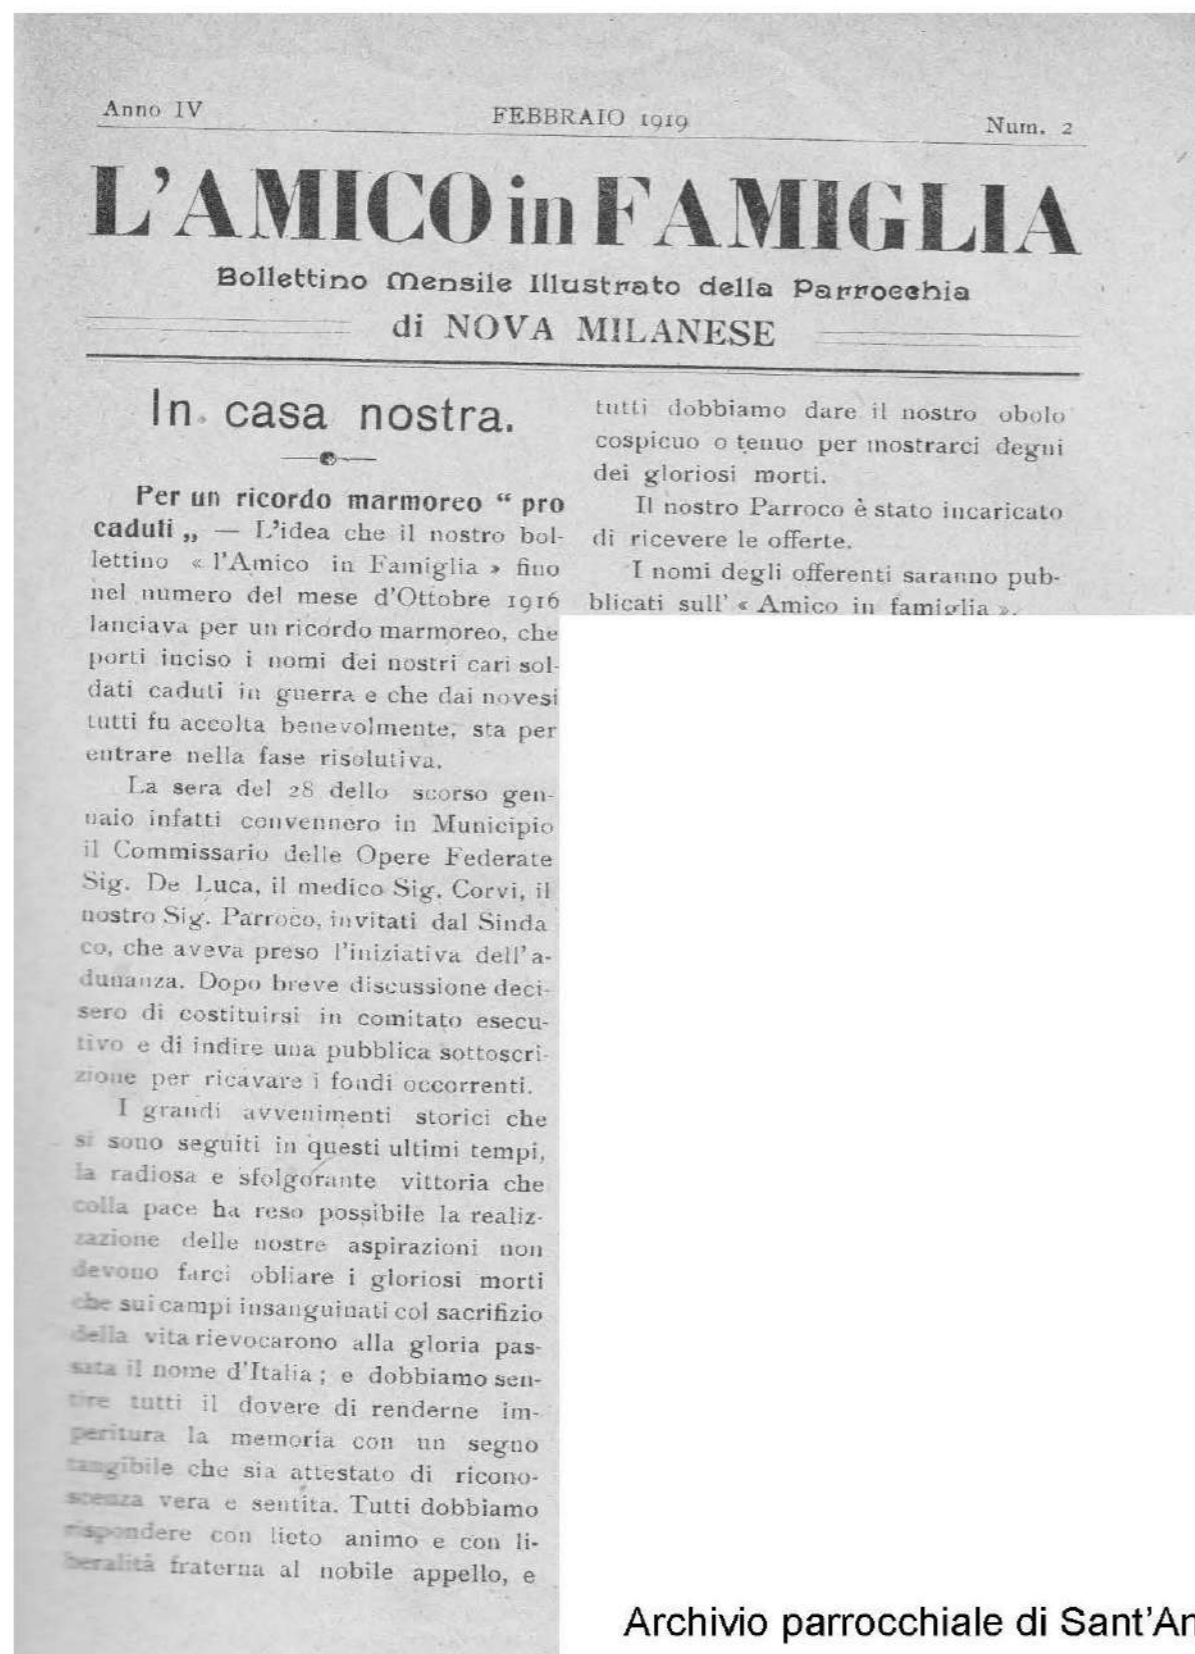 Anno IV
FEBBRAIO 1919
Num. 2
L'AMICO in FAMIGLIA
Bollettino Mensile Illustrato della Parrocchia
di NOVA MILANESE
In casa nostra.
Per un ricordo marmoreo “ pro
caduti „ — L'idea che il nostro bol-
lettino « l'Amico in Famiglia » fino
nel numero del mese d'Ottobre 1916
lanciava per un ricordo marmoreo, che
porti inciso i nomi dei nostri cari sol-
dati caduti in guerra e che dai novesi
tutti fu accolta benevolmente, sta per
entrare nella fase risolutiva.
La sera del 28 dello scorso gen-
naio infatti convennero in Municipio
il Commissario delle Opere Federate
Sig. De Luca, il medico Sig. Corvi, il
nostro Sig. Parroco, invitati dal Sinda
co, che aveva preso l'iniziativa dell'a-
dunanza. Dopo breve discussione deci-
sero di costituirsi in comitato esecu-
tivo e di indire una pubblica sottoscri-
zione per ricavare i fondi occorrenti.
I grandi avvenimenti storici che
si sono seguiti in questi ultimi tempi,
la radiosa e sfolgorante vittoria che
colla pace ha reso possibile la realiz-
zazione delle nostre aspirazioni non
devono farci obliare i gloriosi morti
che sui campi insanguinati col sacrifizio
della vita rievocarono alla gloria pas-
sata il nome d'Italia ; e dobbiamo sen-
tire tutti il dovere di renderne im-
peritura la memoria con un segno
tangibile che sia attestato di ricono-
scenza vera e sentita. Tutti dobbiamo
rispondere con lieto animo e con li-
beralità fraterna al nobile appello, e
tutti dobbiamo dare il nostro obolo
cospicuo o tenuo per mostrarci degni
dei gloriosi morti.
Il nostro Parroco è stato incaricato
di ricevere le offerte.
I nomi degli offerenti saranno pub-
blicati sull' « Amico in famiglia ».
Archivio parrocchiale di Sant'An